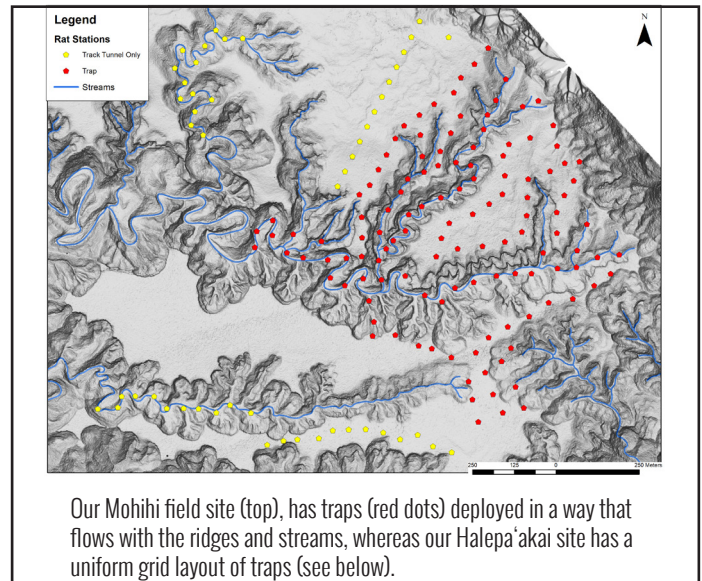 Legend
Rat Stations
Track Tunnel Only
Trap
Streams
N
250 125 0 250 Meters
Our Mohihi field site (top), has traps (red dots) deployed in a way that
flows with the ridges and streams, whereas our Halepaʻakai site has a
uniform grid layout of traps (see below).